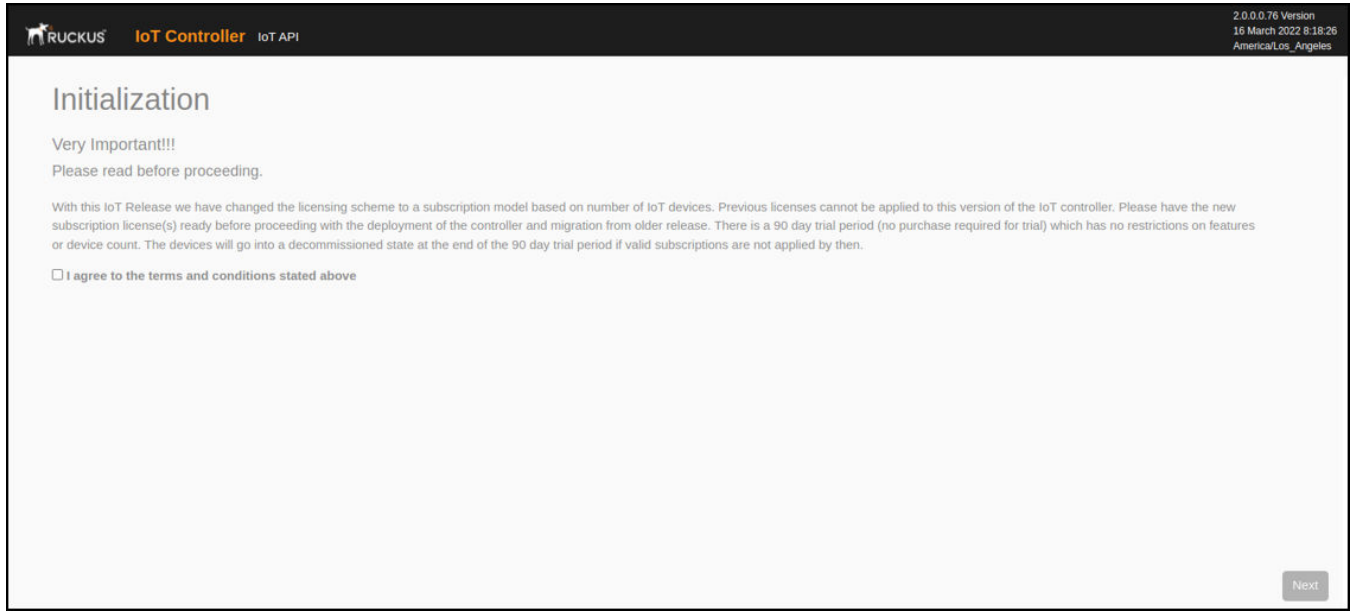 RUCKUS IoT Controller IoT API
2.0.0.0.76 Version
16 March 2022 8:18:26
America/Los_Angeles
Initialization
Very Important!!!
Please read before proceeding.
With this IoT Release we have changed the licensing scheme to a subscription model based on number of IoT devices. Previous licenses cannot be applied to this version of the IoT controller. Please have the new
subscription license(s) ready before proceeding with the deployment of the controller and migration from older release. There is a 90 day trial period (no purchase required for trial) which has no restrictions on features
or device count. The devices will go into a decommissioned state at the end of the 90 day trial period if valid subscriptions are not applied by then.
I agree to the terms and conditions stated above
Next